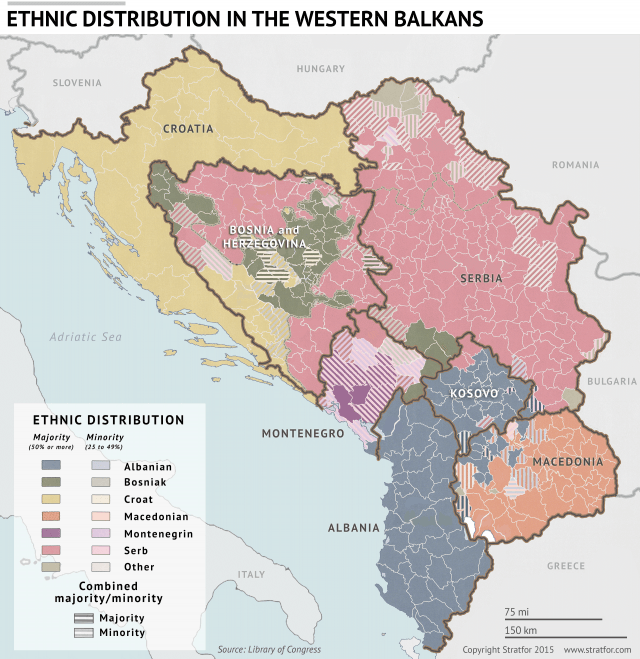 ETHNIC DISTRIBUTION IN THE WESTERN BALKANS
HUNGARY
SLOVENIA
CROATIA
ROMANIA
BOSNIA and
HERZEGOVINA
SERBIA
Adriatic Sea
BULGARIA
KOSOVO
MONTENEGRO
MACEDONIA
ALBANIA
GREECE
ITALY
ETHNIC DISTRIBUTION
Majority Minority
(50% or more) (25 to 49%)
Albanian
Bosniak
Croat
Macedonian
Montenegrin
Serb
Other
Combined
majority/minority
Majority
Minority
75 mi
150 km
Source: Library of Congress
Copyright Stratfor 2015 www.stratfor.com